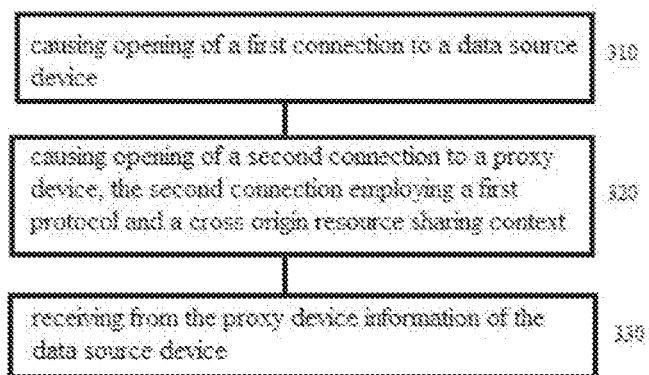 causing opening of a first connection to a data source 310
device
causing opening of a second connection to a proxy
device, the second connection employing a first 320
protocol and a cross origin resource sharing context
receiving from the proxy device information of the 330
data source device